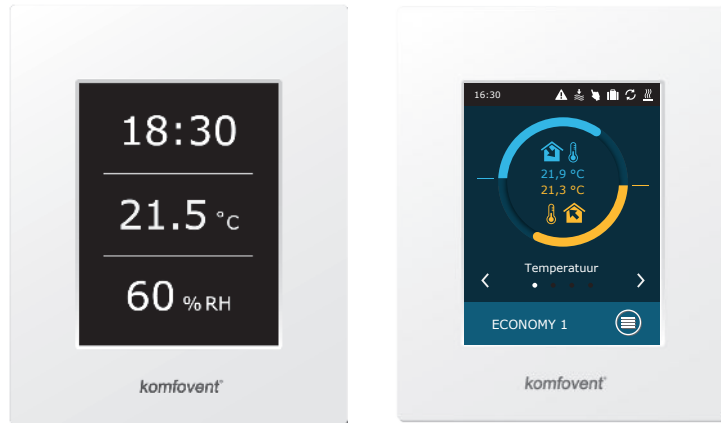 18:30
21.5 °C
60 % RH
komfovent®
16:30
21,9 °C
21,3 °C
Temperatuur
ECONOMY 1
komfovent®